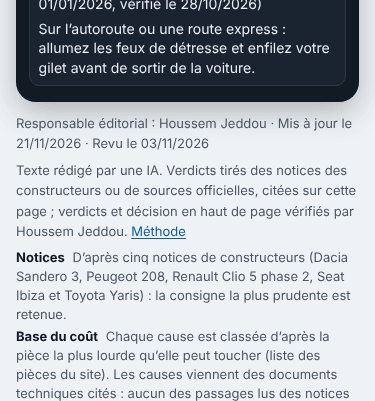 01/01/2026, vérifié le 28/10/2026)
Sur l’autoroute ou une route express :
allumez les feux de détresse et enfilez votre
gilet avant de sortir de la voiture.
Responsable éditorial : Houssem Jeddou · Mis à jour le
21/11/2026 · Revu le 03/11/2026
Texte rédigé par une IA. Verdicts tirés des notices des
constructeurs ou de sources officielles, citées sur cette
page ; verdicts et décision en haut de page vérifiés par
Houssem Jeddou. Méthode
Notices D’après cinq notices de constructeurs (Dacia
Sandero 3, Peugeot 208, Renault Clio 5 phase 2, Seat
Ibiza et Toyota Yaris) : la consigne la plus prudente est
retenue.
Base du coût Chaque cause est classée d’après la
pièce la plus lourde qu’elle peut toucher (liste des
pièces du site). Les causes viennent des documents
techniques cités : aucun des passages lus des notices